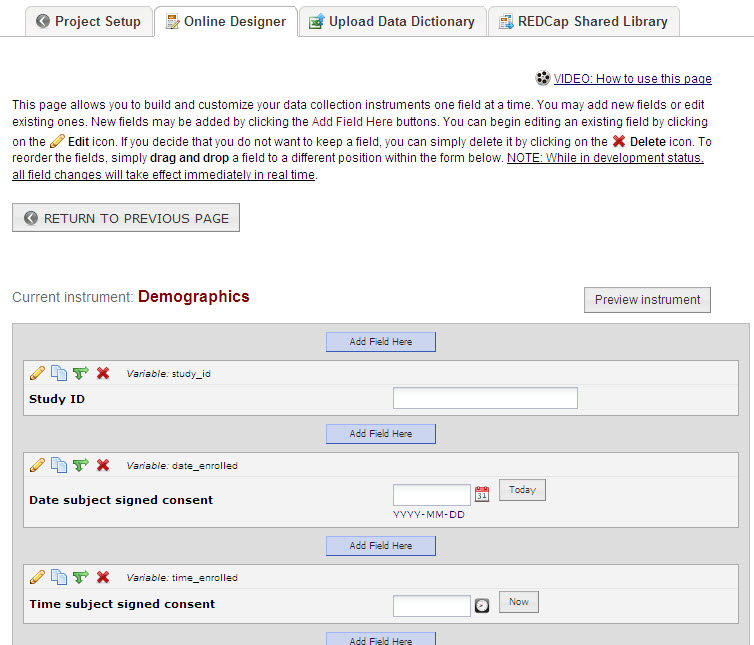 Project Setup
Online Designer
Upload Data Dictionary
REDCap Shared Library
VIDEO: How to use this page
This page allows you to build and customize your data collection instruments one field at a time. You may add new fields or edit
existing ones. New fields may be added by clicking the Add Field Here buttons. You can begin editing an existing field by clicking
on the Edit icon. If you decide that you do not want to keep a field, you can simply delete it by clicking on the Delete icon. To
reorder the fields, simply drag and drop a field to a different position within the form below. NOTE: While in development status,
all field changes will take effect immediately in real time.
RETURN TO PREVIOUS PAGE
Current instrument: Demographics
Preview instrument
Add Field Here
Variable: study_id
Study ID
Add Field Here
Variable: date_enrolled
Date subject signed consent
31
Today
YYYY-MM-DD
Add Field Here
Variable: time_enrolled
Time subject signed consent
Now
Add Field Here